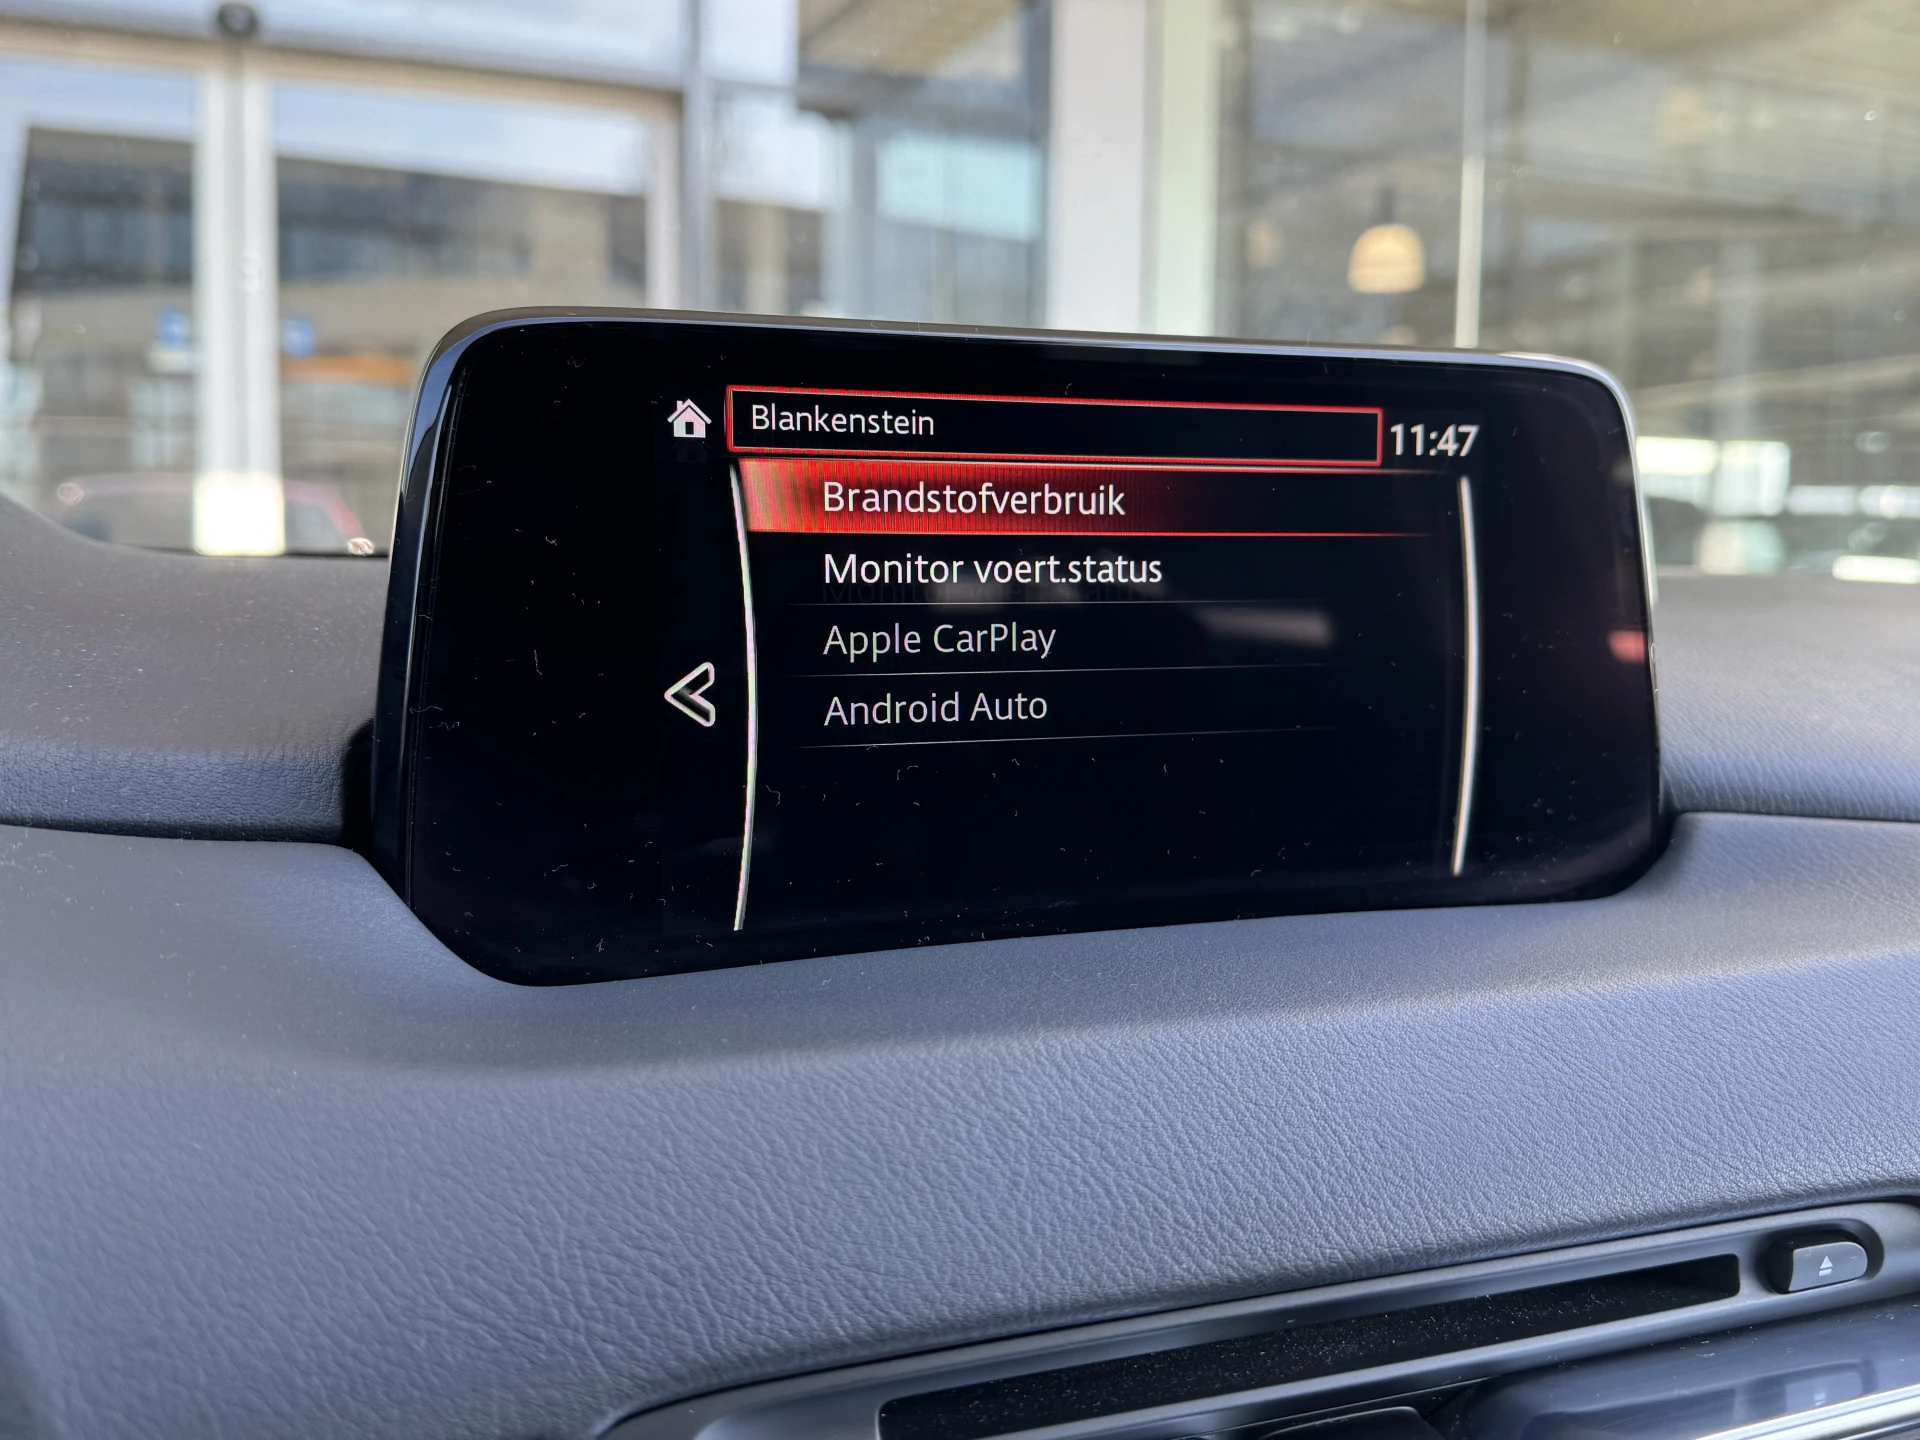 Blankenstein
11:47
Brandstofverbruik
Monitor voert.status
Apple CarPlay
Android Auto